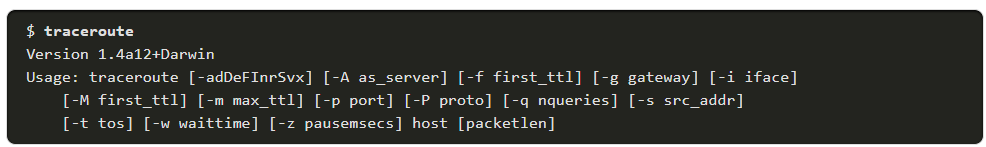 $ traceroute
Version 1.4a12+Darwin
Usage: traceroute [-adDeFInrSvx] [-A as_server] [-f first_ttl] [-g gateway] [-i iface]
[-M first_ttl] [-m max_ttl] [-p port] [-P proto] [-q nqueries] [-s src_addr]
[-t tos] [-w waittime] [-z pausemsecs] host [packetlen]